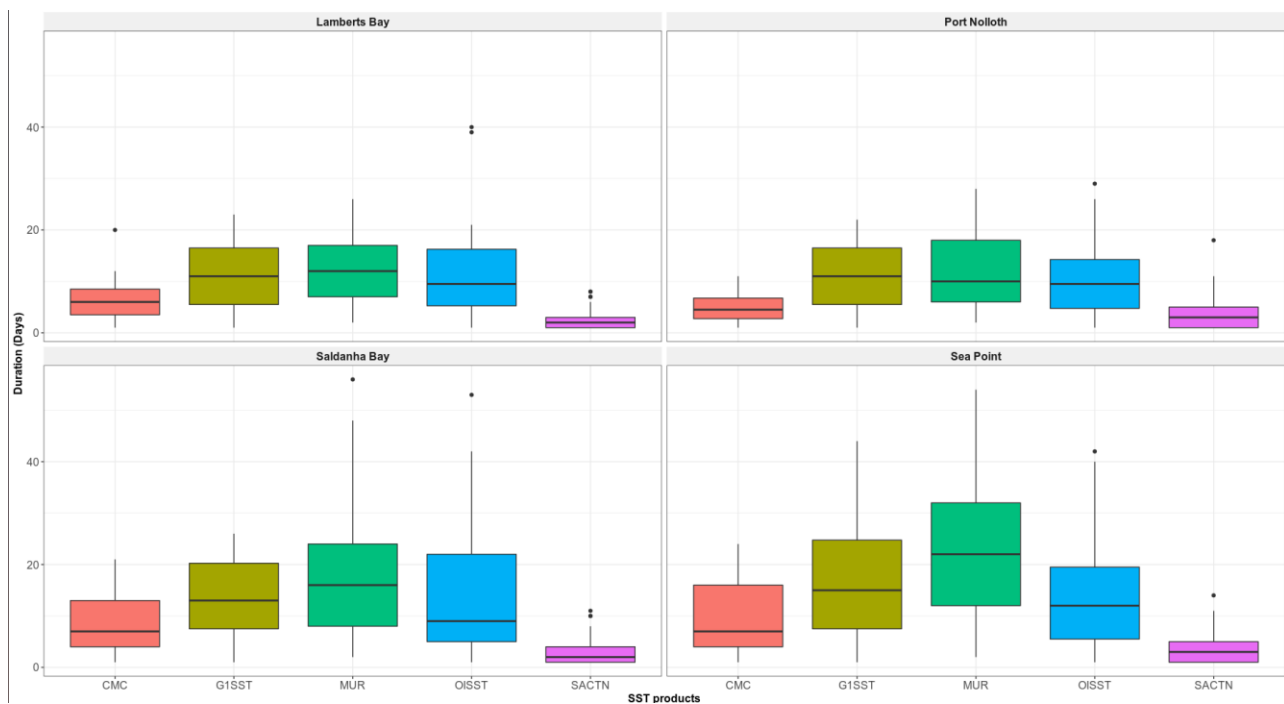 Lamberts Bay
Port Nolloth
40
20
0
Duration (Days)
Saldanha Bay
Sea Point
40
20
0
CMC G1SST MUR OISST SACTN
CMC G1SST MUR OISST SACTN
SST products